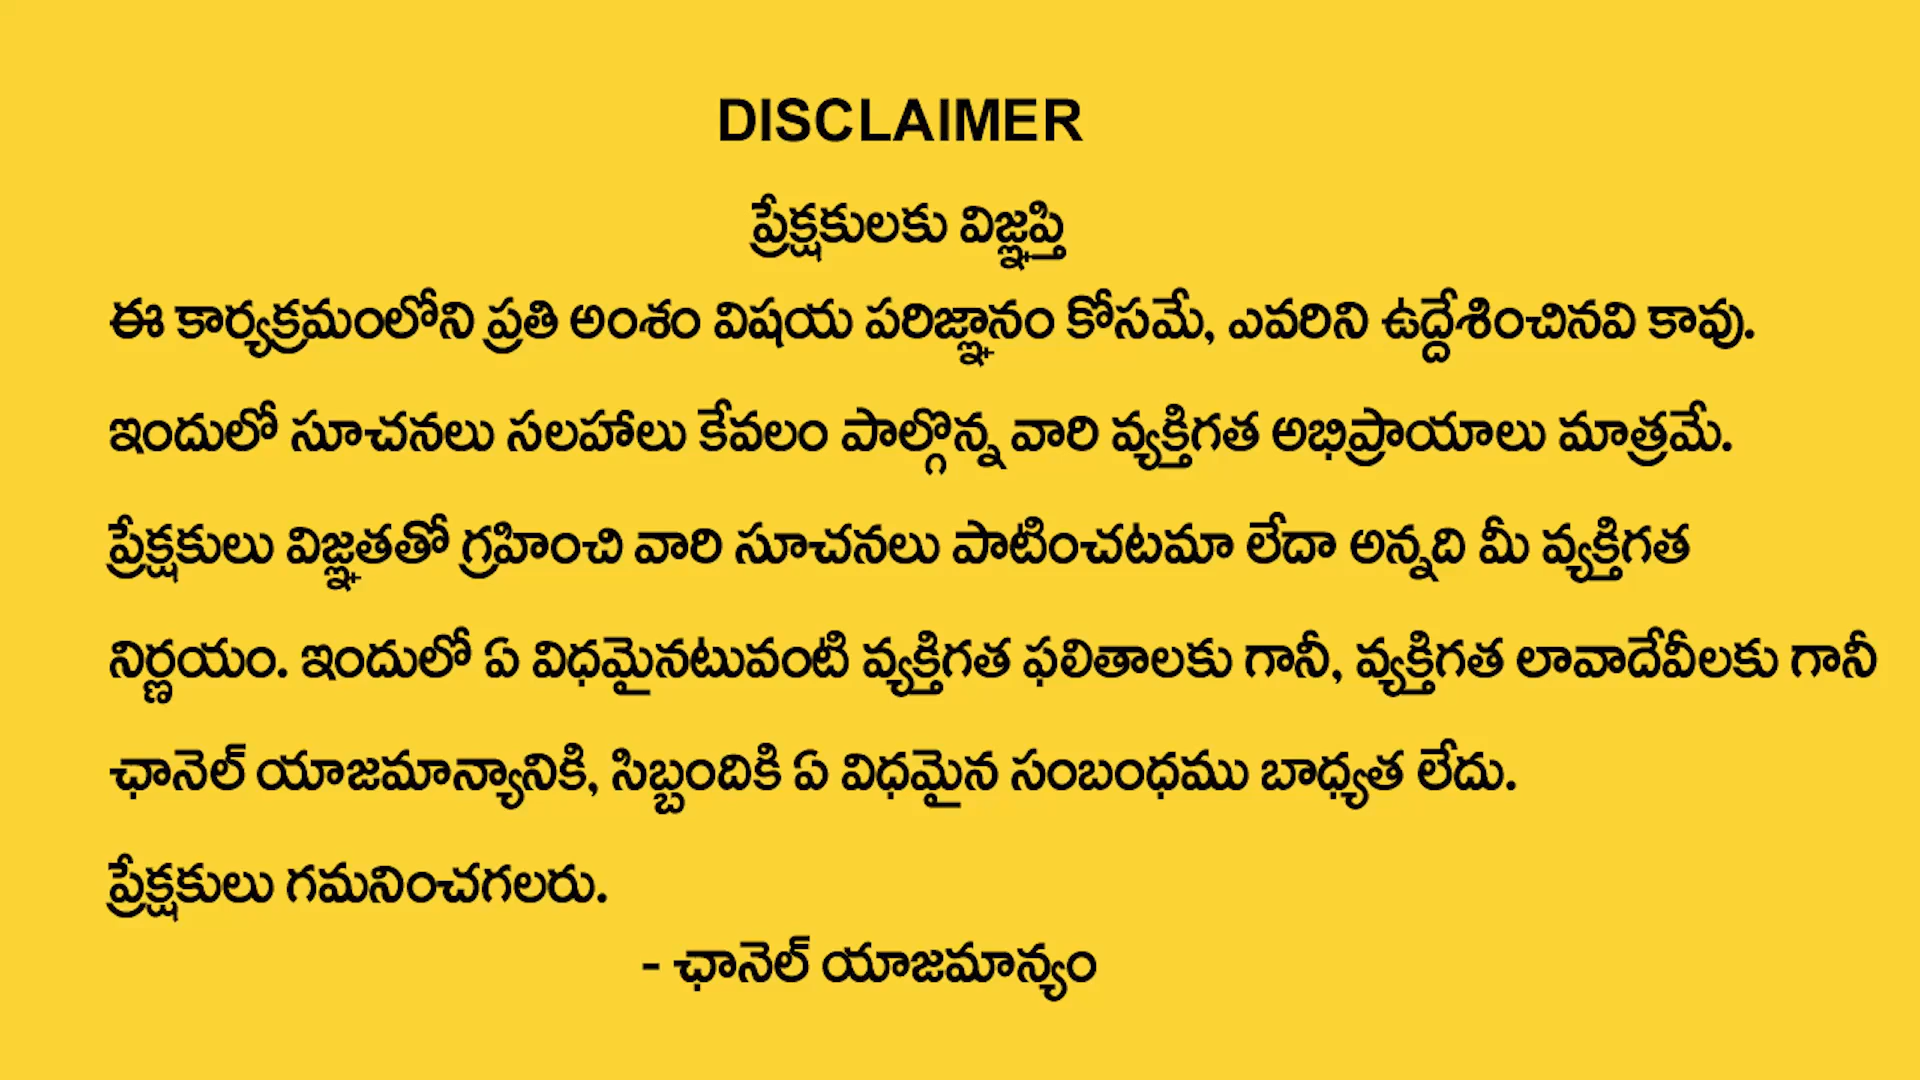 DISCLAIMER
ప్రేక్షకులకు విజ్ఞప్తి
ఈ కార్యక్రమంలోని ప్రతి అంశం విషయ పరిజ్ఞానం కోసమే, ఎవరిని ఉద్దేశించినవి కావు.
ఇందులో సూచనలు సలహాలు కేవలం పాల్గొన్న వారి వ్యక్తిగత అభిప్రాయాలు మాత్రమే.
ప్రేక్షకులు విజ్ఞతతో గ్రహించి వారి సూచనలు పాటించటమా లేదా అన్నది మీ వ్యక్తిగత
నిర్ణయం. ఇందులో ఏ విధమైనటువంటి వ్యక్తిగత ఫలితాలకు గానీ, వ్యక్తిగత లావాదేవీలకు గానీ
ఛానెల్ యాజమాన్యానికి, సిబ్బందికి ఏ విధమైన సంబంధము బాధ్యత లేదు.
ప్రేక్షకులు గమనించగలరు.
- ఛానెల్ యాజమాన్యం